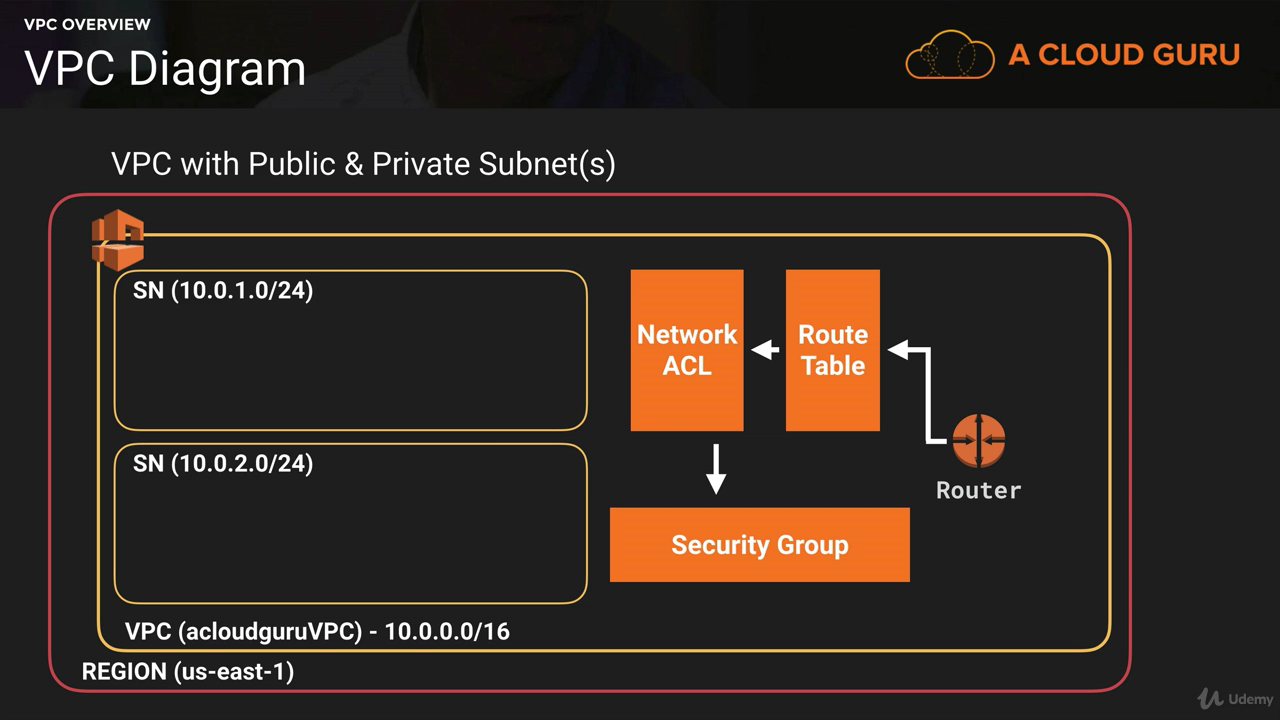 VPC OVERVIEW
VPC Diagram
A CLOUD GURU
VPC with Public & Private Subnet(s)
SN (10.0.1.0/24)
Network
ACL
Route
Table
SN (10.0.2.0/24)
Router
Security Group
VPC (acloudguruVPC) - 10.0.0.0/16
REGION (us-east-1)
Udemy